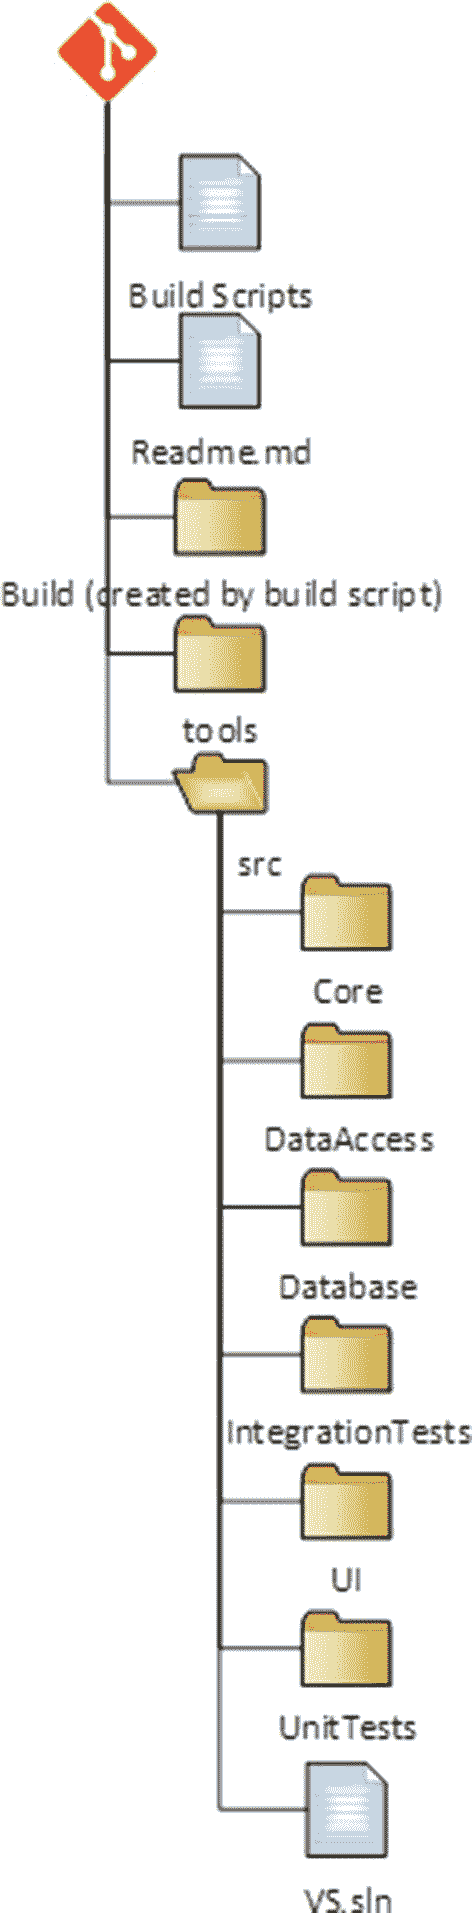 Build Scripts
Readme.md
Build (created by build script)
tools
src
Core
DataAccess
Database
IntegrationTests
UI
UnitTests
VS.sln